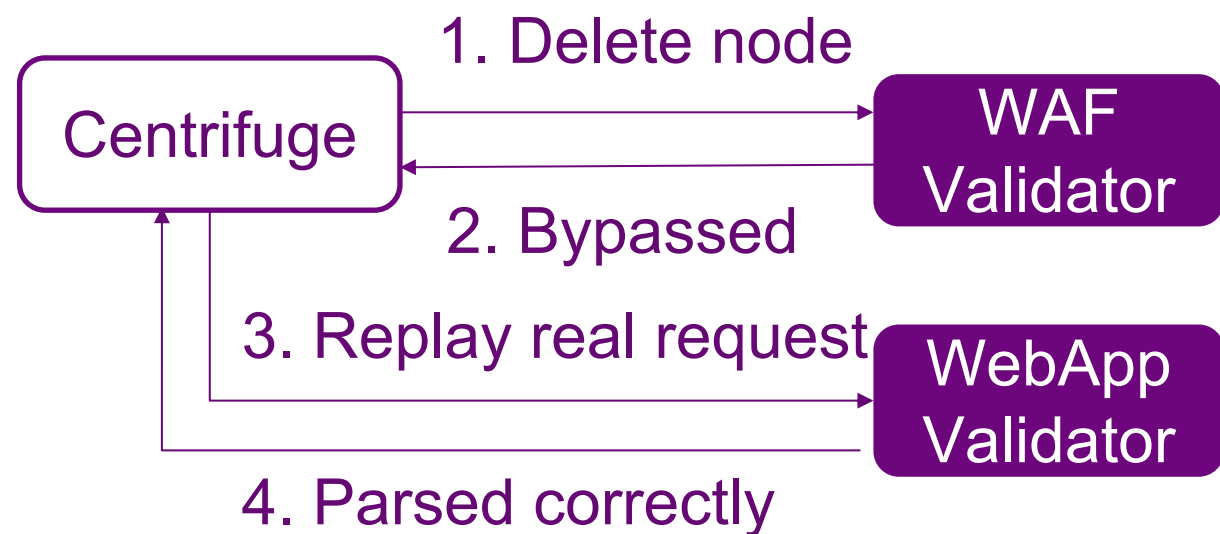 1. Delete node
Centrifuge
WAF
Validator
2. Bypassed
3. Replay real request
WebApp
Validator
4. Parsed correctly